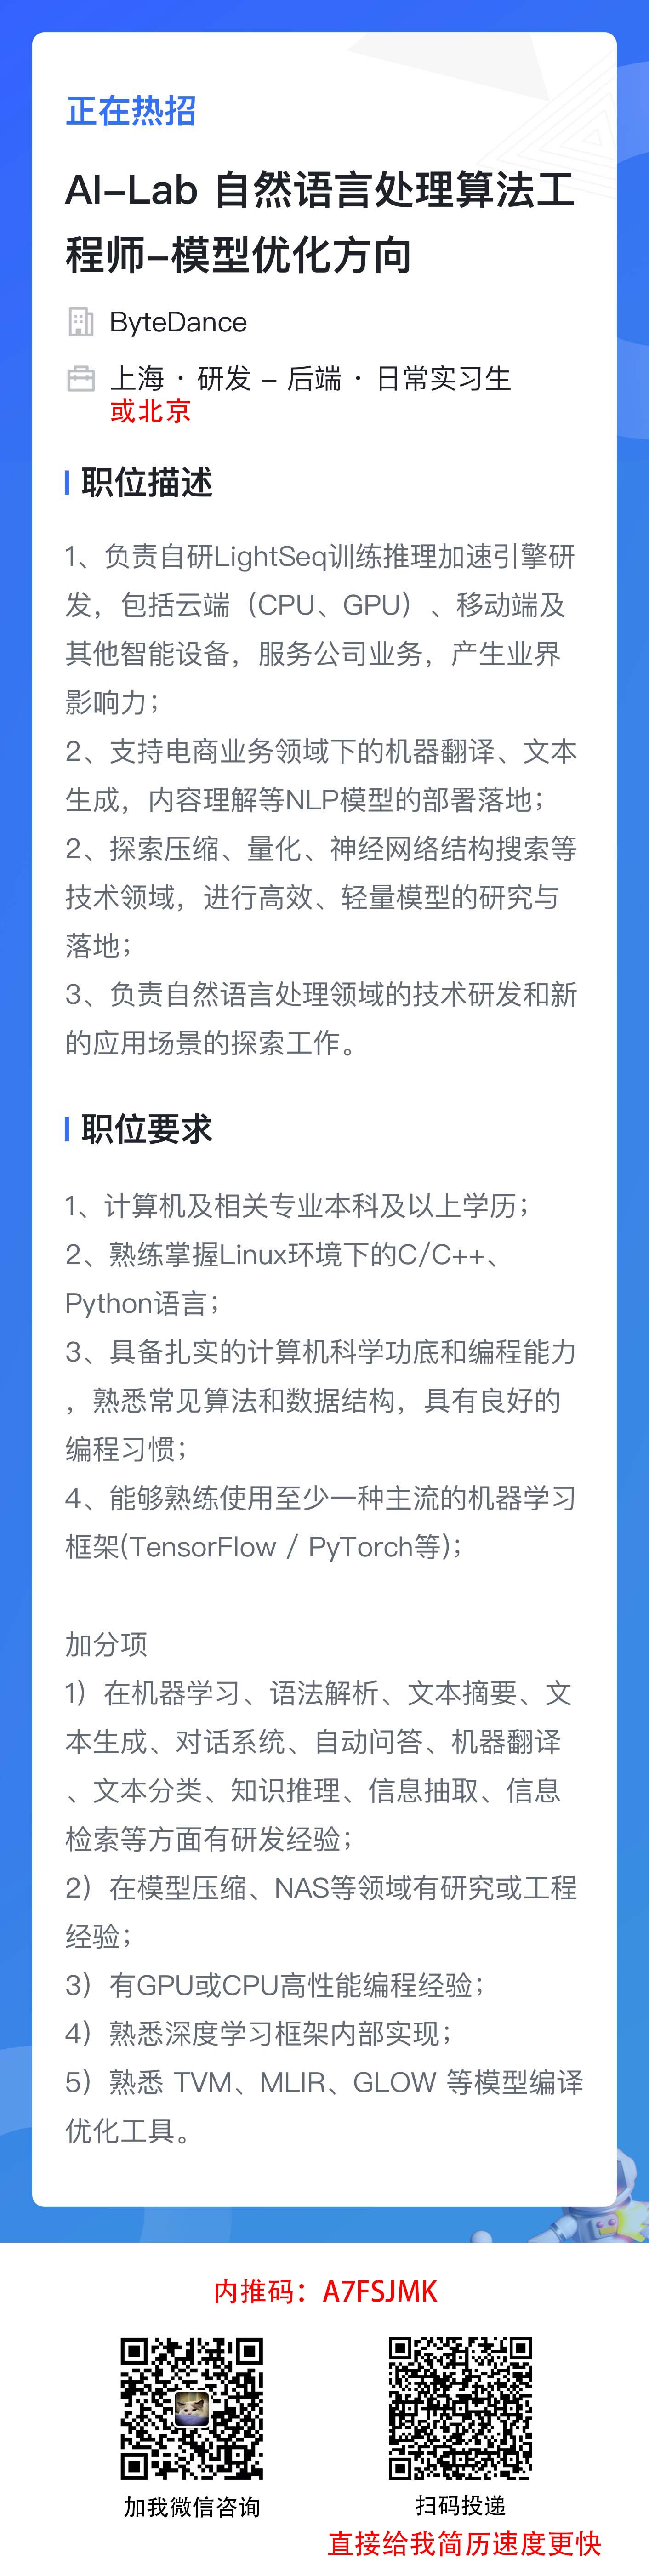 正在热招
AI-Lab 自然语言处理算法工
程师-模型优化方向
ByteDance
上海 · 研发 - 后端 · 日常实习生
或北京
职位描述
1、负责自研LightSeq训练推理加速引擎研
发，包括云端（CPU、GPU）、移动端及
其他智能设备，服务公司业务，产生业界
影响力；
2、支持电商业务领域下的机器翻译、文本
生成，内容理解等NLP模型的部署落地；
2、探索压缩、量化、神经网络结构搜索等
技术领域，进行高效、轻量模型的研究与
落地；
3、负责自然语言处理领域的技术研发和新
的应用场景的探索工作。
职位要求
1、计算机及相关专业本科及以上学历；
2、熟练掌握Linux环境下的C/C++、
Python语言；
3、具备扎实的计算机科学功底和编程能力
，熟悉常见算法和数据结构，具有良好的
编程习惯；
4、能够熟练使用至少一种主流的机器学习
框架(TensorFlow / PyTorch等)；
加分项
1）在机器学习、语法解析、文本摘要、文
本生成、对话系统、自动问答、机器翻译
、文本分类、知识推理、信息抽取、信息
检索等方面有研发经验；
2）在模型压缩、NAS等领域有研究或工程
经验；
3）有GPU或CPU高性能编程经验；
4）熟悉深度学习框架内部实现；
5）熟悉 TVM、MLIR、GLOW 等模型编译
优化工具。
内推码：A7FSJMK
加我微信咨询
扫码投递
直接给我简历速度更快